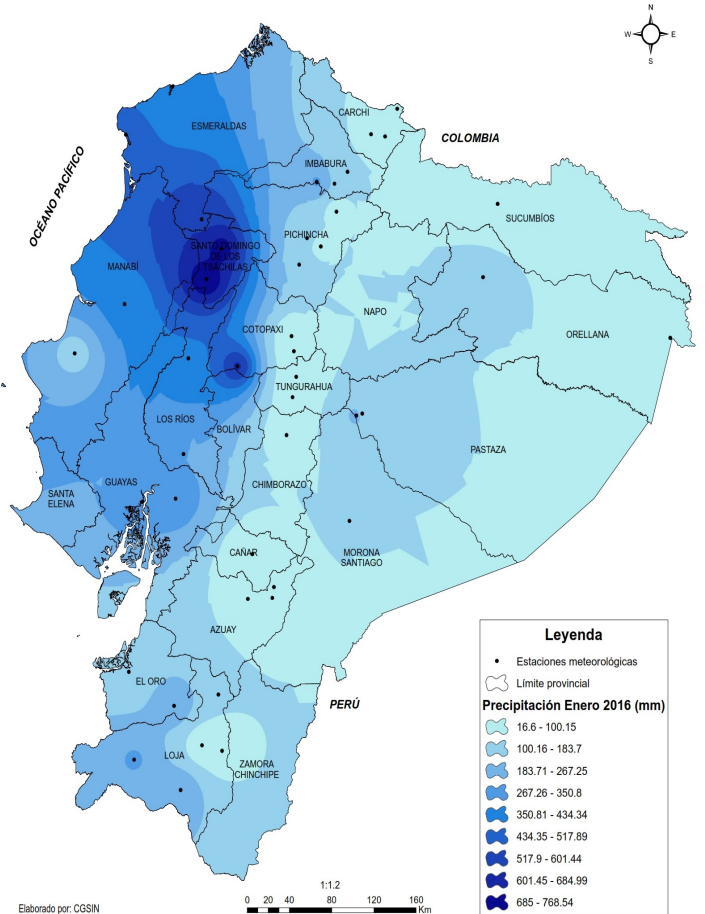 N
W E
S
CARCHI
COLOMBIA
ESMERALDAS
IMBABURA
OCÉANO PACÍFICO
SUCUMBÍOS
PICHINCHA
SANTO DOMINGO
DE LOS
TSÁCHILAS
MANABÍ
NAPO
COTOPAXI
ORELLANA
TUNGURAHUA
LOS RÍOS
BOLÍVAR
PASTAZA
GUAYAS
CHIMBORAZO
SANTA
ELENA
CAÑAR
MORONA
SANTIAGO
AZUAY
EL ORO
PERÚ
LOJA
ZAMORA
CHINCHIPE
Leyenda
Estaciones meteorológicas
Límite provincial
Precipitación Enero 2016 (mm)
16.6 - 100.15
100.16 - 183.7
183.71 - 267.25
267.26 - 350.8
350.81 - 434.34
434.35 - 517.89
517.9 - 601.44
601.45 - 684.99
685 - 768.54
1:1.2
0 20 40 80 120 160
Km
Elaborado por: CGSIN